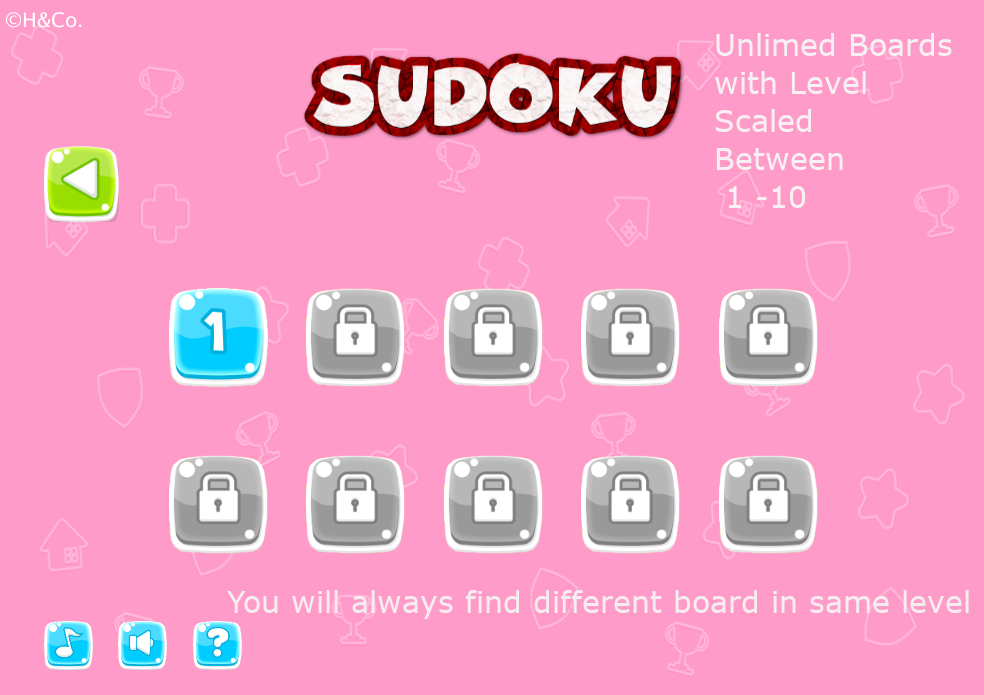 ©H&Co.
SUDOKU
Unlimed Boards
with Level
Scaled
Between
1 -10
1
You will always find different board in same level
?